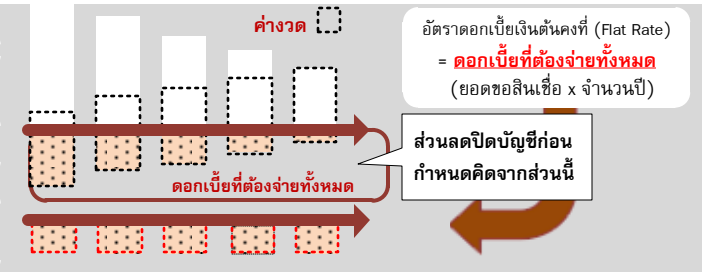 ค่างวด
อัตราดอกเบี้ยเงินต้นคงที่ (Flat Rate)
= ดอกเบี้ยที่ต้องจ่ายทั้งหมด
(ยอดขอสินเชื่อ x จำนวนปี)
ส่วนลดปิดบัญชีก่อน
กำหนดคิดจากส่วนนี้
ดอกเบี้ยที่ต้องจ่ายทั้งหมด